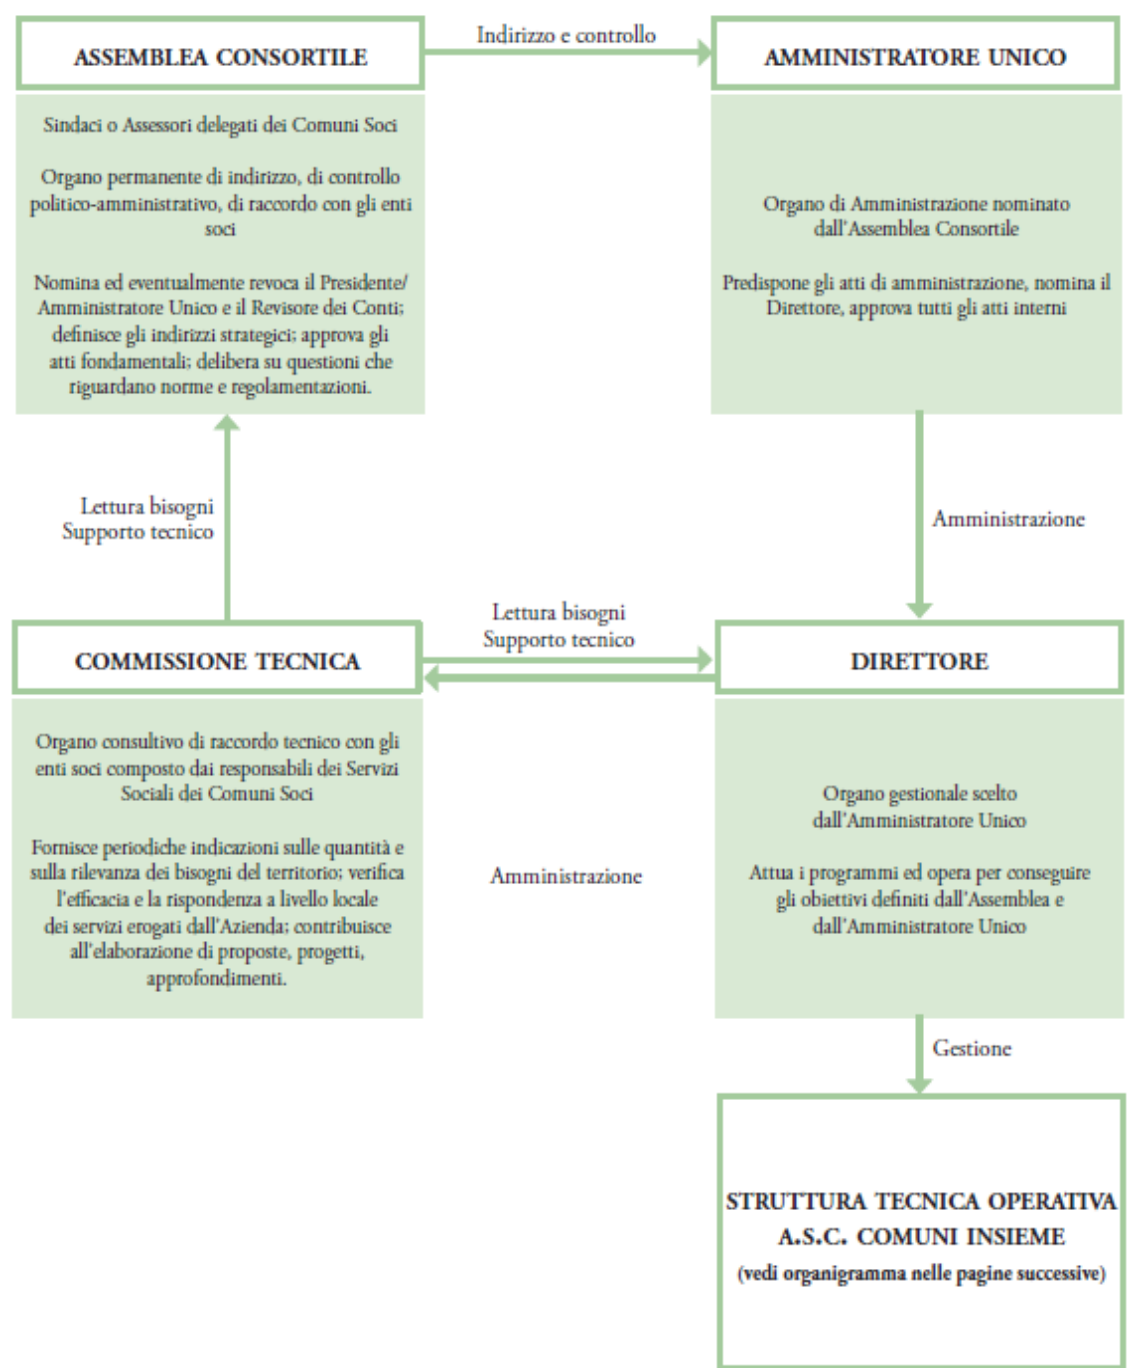 ASSEMBLEA CONSORTILE
Indirizzo e controllo
AMMINISTRATORE UNICO
Sindaci o Assessori delegati dei Comuni Soci
Organo permanente di indirizzo, di controllo
politico-amministrativo, di raccordo con gli enti
soci
Nomina ed eventualmente revoca il Presidente/
Amministratore Unico e il Revisore dei Conti;
definisce gli indirizzi strategici; approva gli
atti fondamentali; delibera su questioni che
riguardano norme e regolamentazioni.
Organo di Amministrazione nominato
dall'Assemblea Consortile
Predispone gli atti di amministrazione, nomina il
Direttore, approva tutti gli atti interni
Lettura bisogni
Supporto tecnico
Amministrazione
COMMISSIONE TECNICA
Lettura bisogni
Supporto tecnico
DIRETTORE
Organo consultivo di raccordo tecnico con gli
enti soci composto dai responsabili dei Servizi
Sociali dei Comuni Soci
Fornisce periodiche indicazioni sulle quantità e
sulla rilevanza dei bisogni del territorio; verifica
l'efficacia e la rispondenza a livello locale
dei servizi erogati dall'Azienda; contribuisce
all'elaborazione di proposte, progetti,
approfondimenti.
Amministrazione
Organo gestionale scelto
dall'Amministratore Unico
Attua i programmi ed opera per conseguire
gli obiettivi definiti dall'Assemblea e
dall'Amministratore Unico
Gestione
STRUTTURA TECNICA OPERATIVA
A.S.C. COMUNI INSIEME
(vedi organigramma nelle pagine successive)